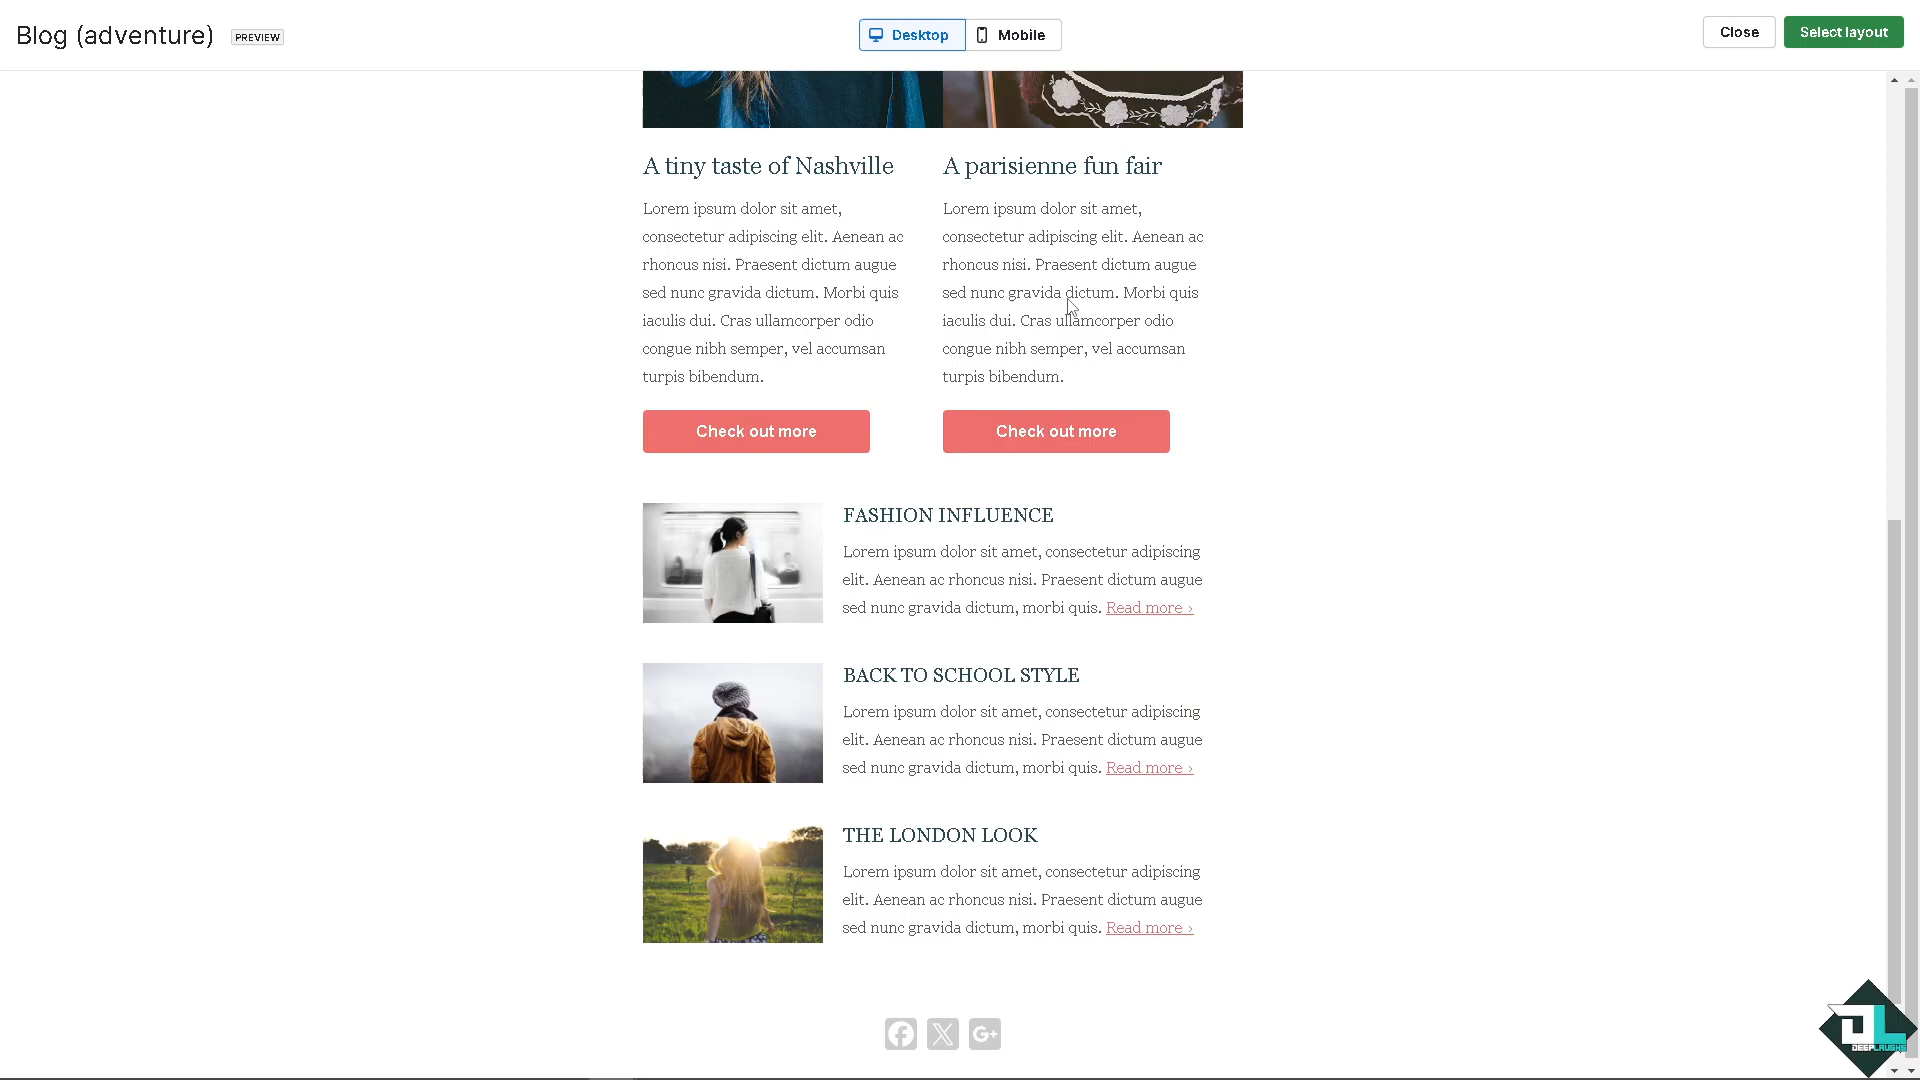 Blog (adventure) PREVIEW
Desktop
Mobile
Close
Select layout
A tiny taste of Nashville
Lorem ipsum dolor sit amet,
consectetur adipiscing elit. Aenean ac
rhoncus nisi. Praesent dictum augue
sed nunc gravida dictum. Morbi quis
iaculis dui. Cras ullamcorper odio
congue nibh semper, vel accumsan
turpis bibendum.
Check out more
A parisienne fun fair
Lorem ipsum dolor sit amet,
consectetur adipiscing elit. Aenean ac
rhoncus nisi. Praesent dictum augue
sed nunc gravida dictum. Morbi quis
iaculis dui. Cras ullamcorper odio
congue nibh semper, vel accumsan
turpis bibendum.
Check out more
FASHION INFLUENCE
Lorem ipsum dolor sit amet, consectetur adipiscing
elit. Aenean ac rhoncus nisi. Praesent dictum augue
sed nunc gravida dictum, morbi quis. Read more ›
BACK TO SCHOOL STYLE
Lorem ipsum dolor sit amet, consectetur adipiscing
elit. Aenean ac rhoncus nisi. Praesent dictum augue
sed nunc gravida dictum, morbi quis. Read more ›
THE LONDON LOOK
Lorem ipsum dolor sit amet, consectetur adipiscing
elit. Aenean ac rhoncus nisi. Praesent dictum augue
sed nunc gravida dictum, morbi quis. Read more ›
G+
DL
DEEPLAUGHS